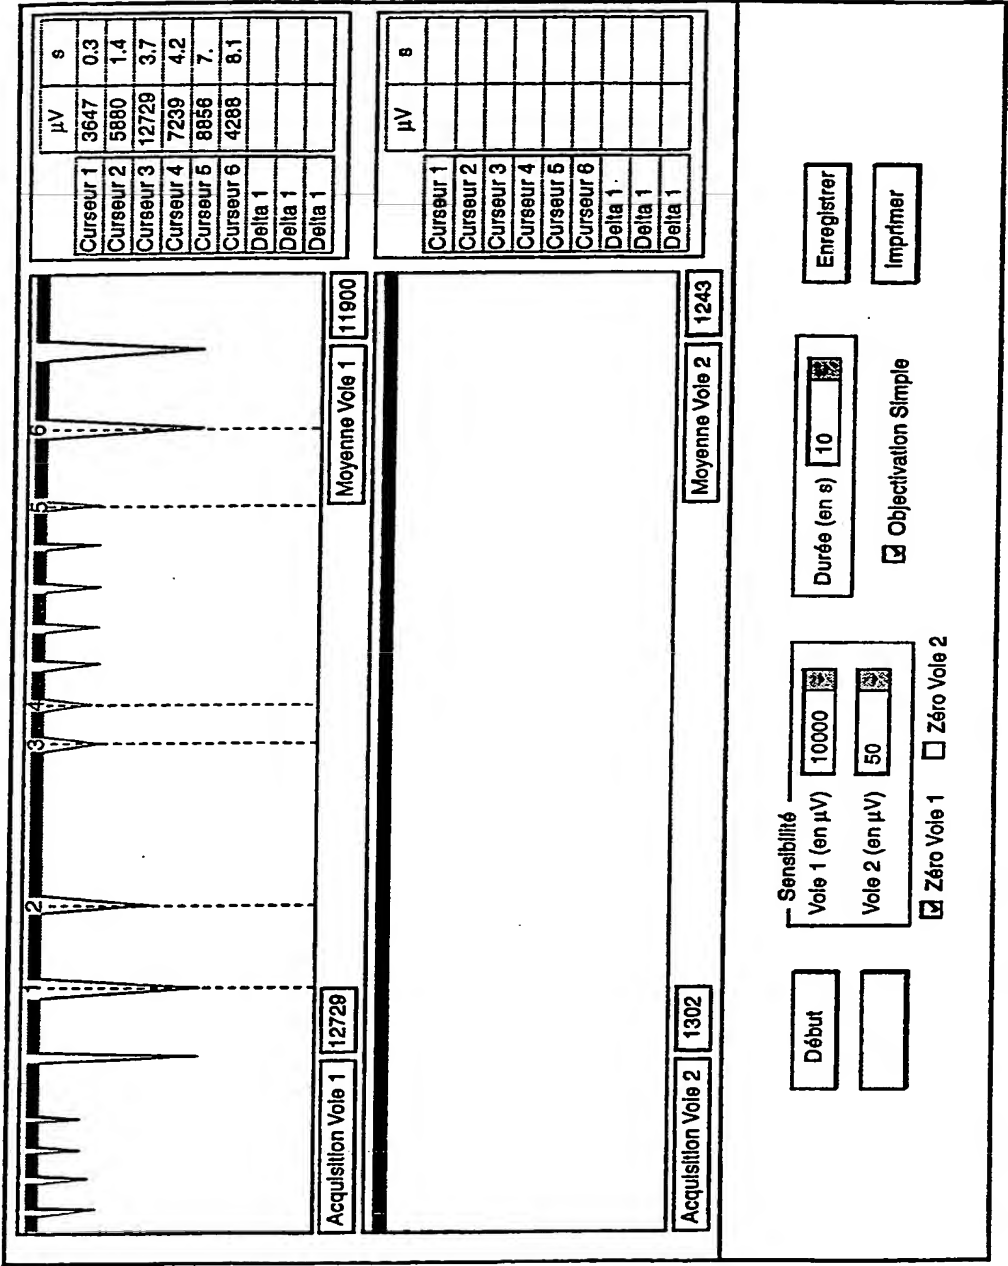 1
2
3
4
5
6
µV s
Curseur 1 3647 0.3
Curseur 2 5880 1.4
Curseur 3 12729 3.7
Curseur 4 7239 4.2
Curseur 5 8856 7.
Curseur 6 4288 8.1
Delta 1
Delta 1
Delta 1
Acquisition Voie 1 12729
Moyenne Voie 1 11900
µV s
Curseur 1
Curseur 2
Curseur 3
Curseur 4
Curseur 5
Curseur 6
Delta 1
Delta 1
Delta 1
Acquisition Voie 2 1302
Moyenne Voie 2 1243
Début
Sensibilité
Voie 1 (en µV) 10000
Voie 2 (en µV) 50
Zéro Voie 1
Zéro Voie 2
Durée (en s) 10
Objectivation Simple
Enregistrer
Imprimer